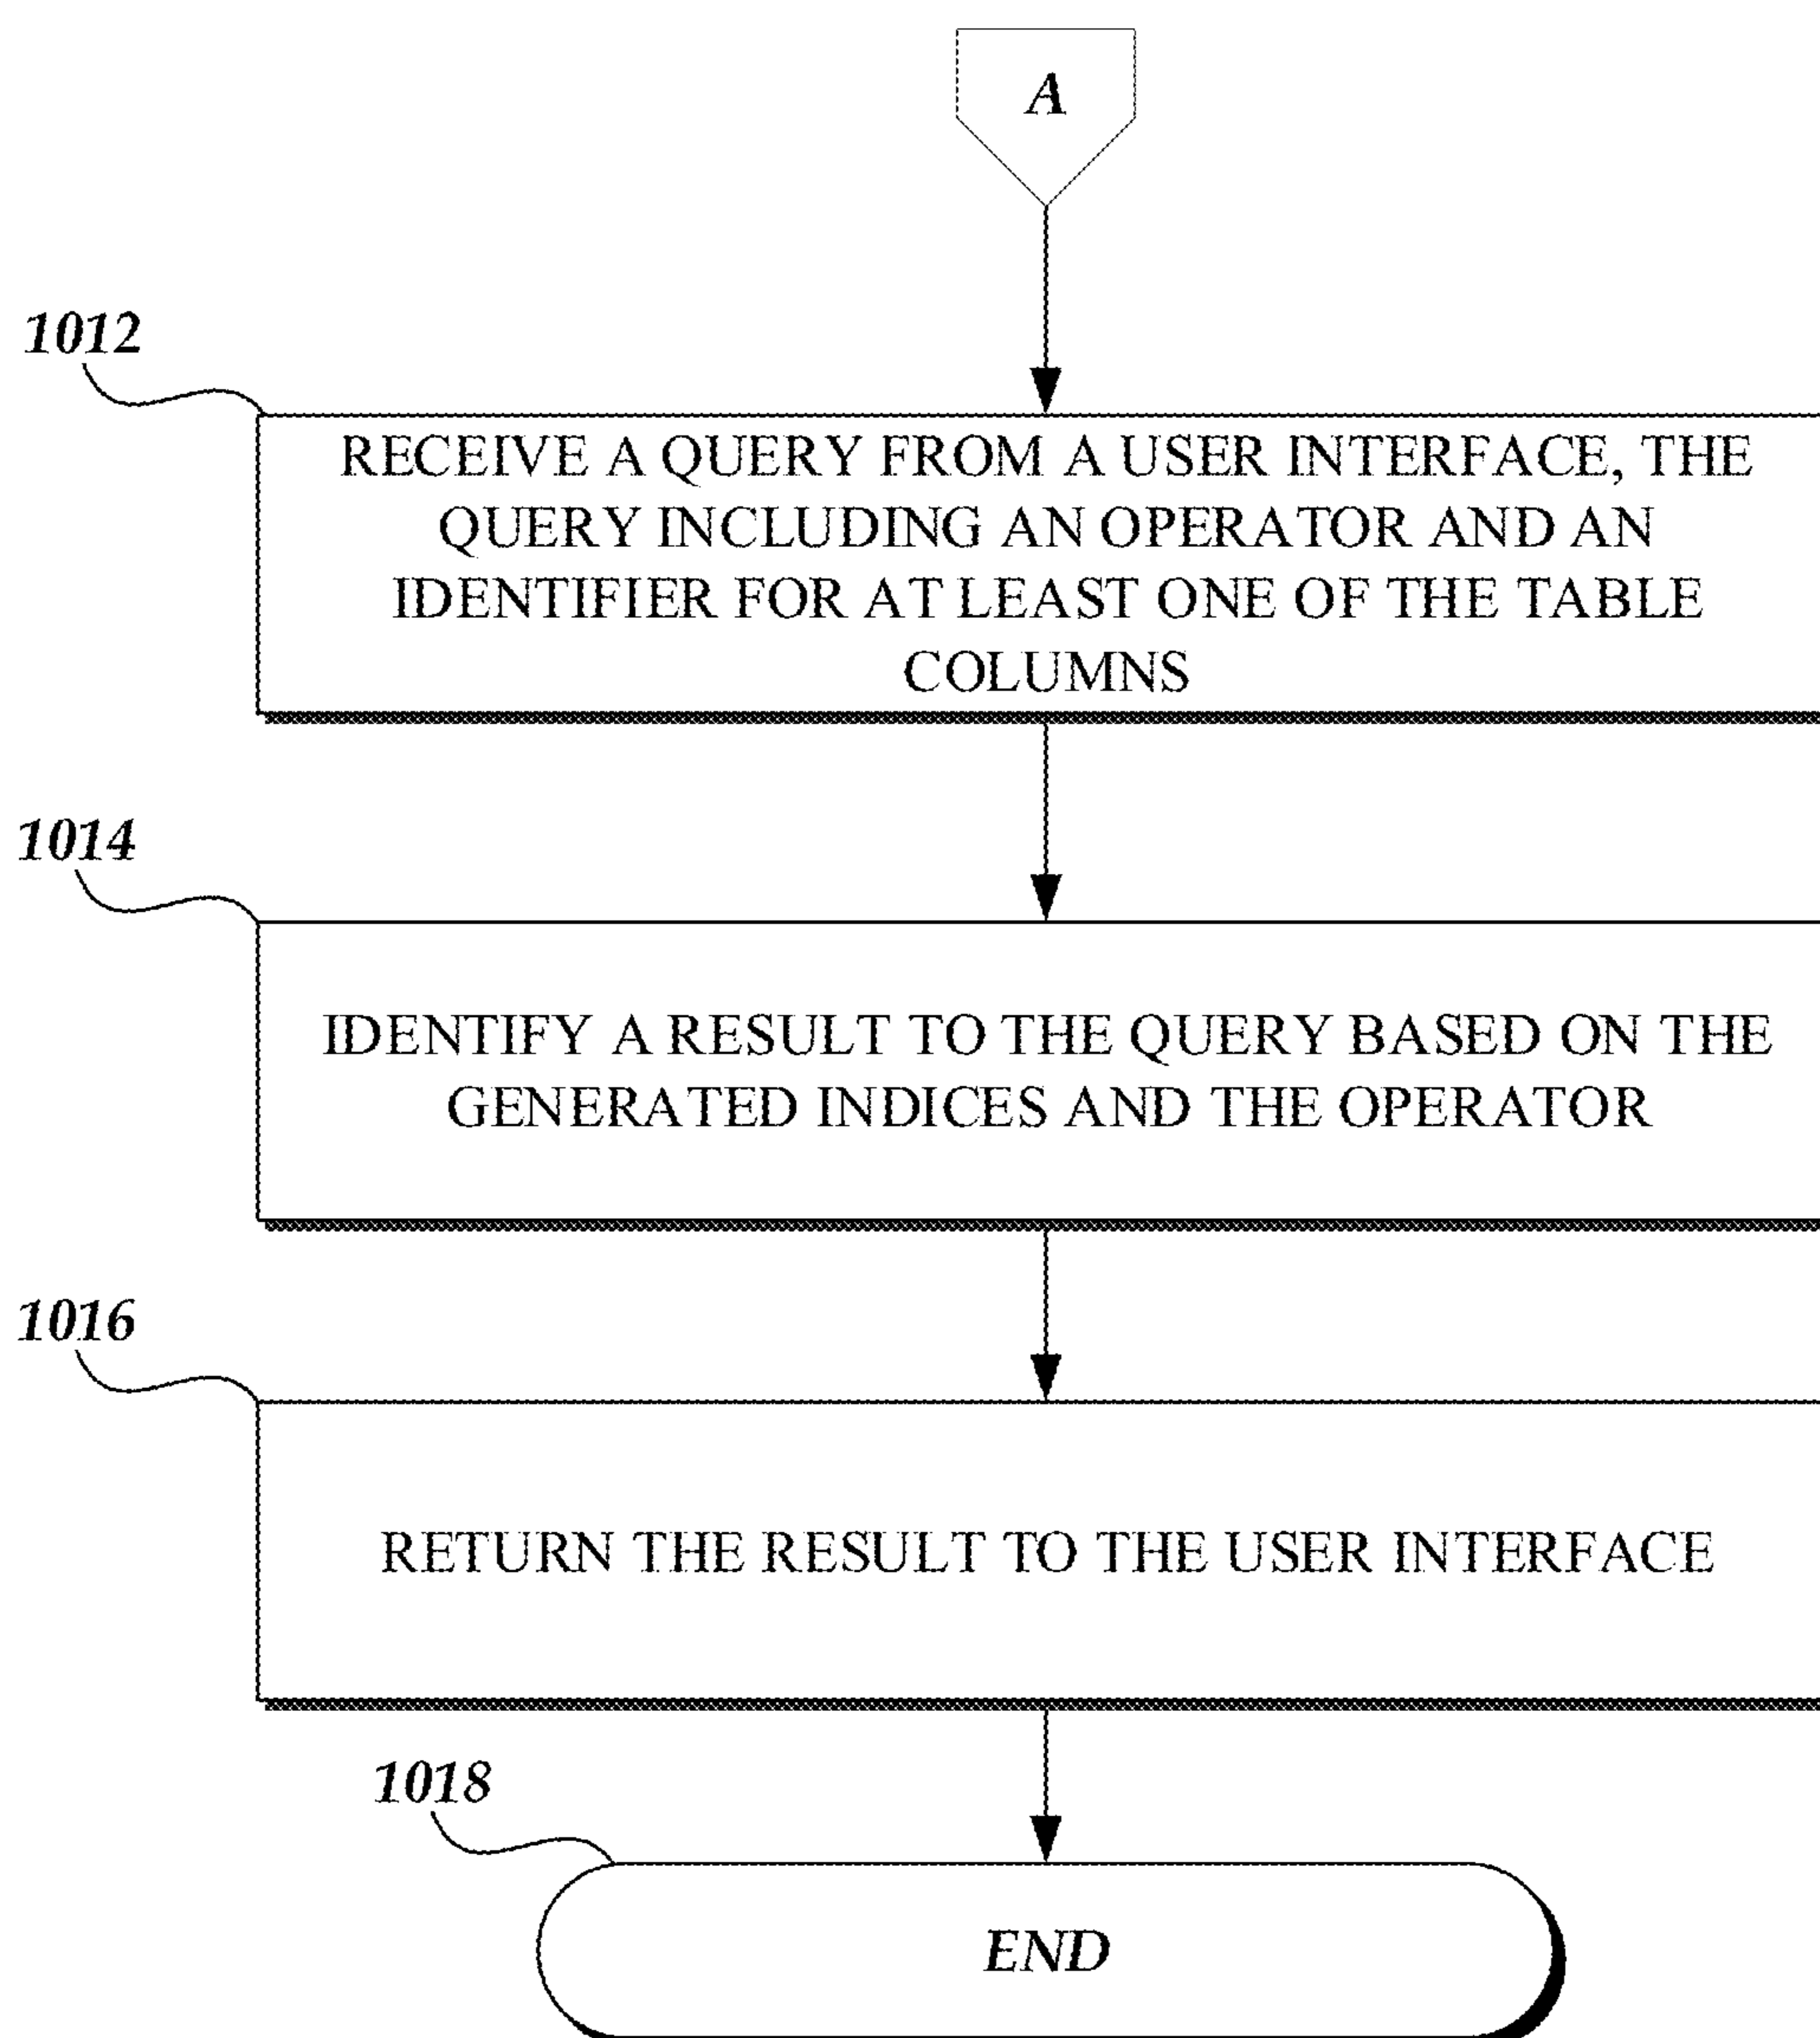 A
1012
RECEIVE A QUERY FROM A USER INTERFACE, THE
QUERY INCLUDING AN OPERATOR AND AN
IDENTIFIER FOR AT LEAST ONE OF THE TABLE
COLUMNS
1014
IDENTIFY A RESULT TO THE QUERY BASED ON THE
GENERATED INDICES AND THE OPERATOR
1016
RETURN THE RESULT TO THE USER INTERFACE
1018
END